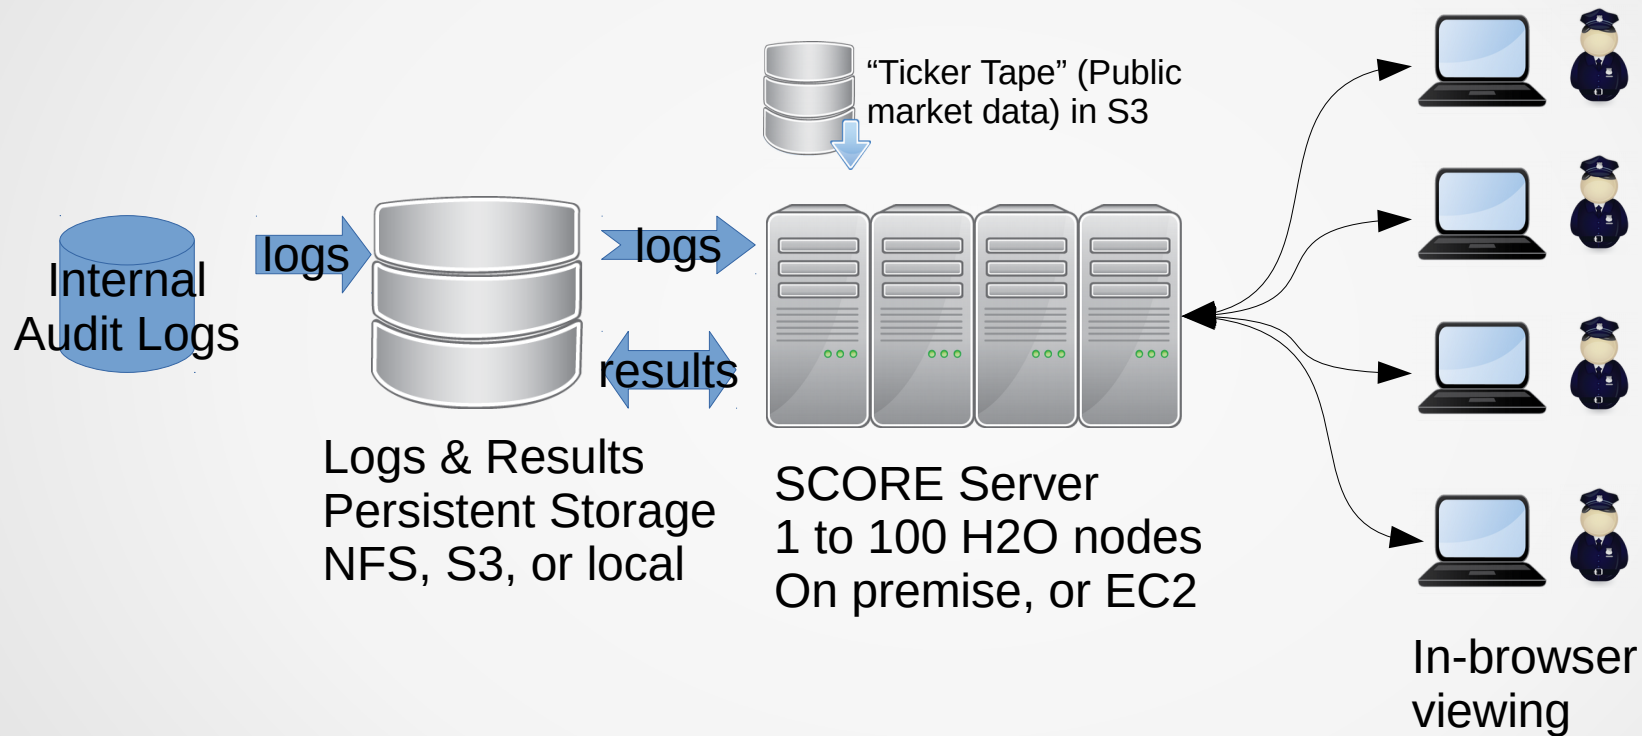 “Ticker Tape” (Public
market data) in S3
Internal
Audit Logs
logs
logs
results
Logs & Results
Persistent Storage
NFS, S3, or local
SCORE Server
1 to 100 H2O nodes
On premise, or EC2
In-browser
viewing